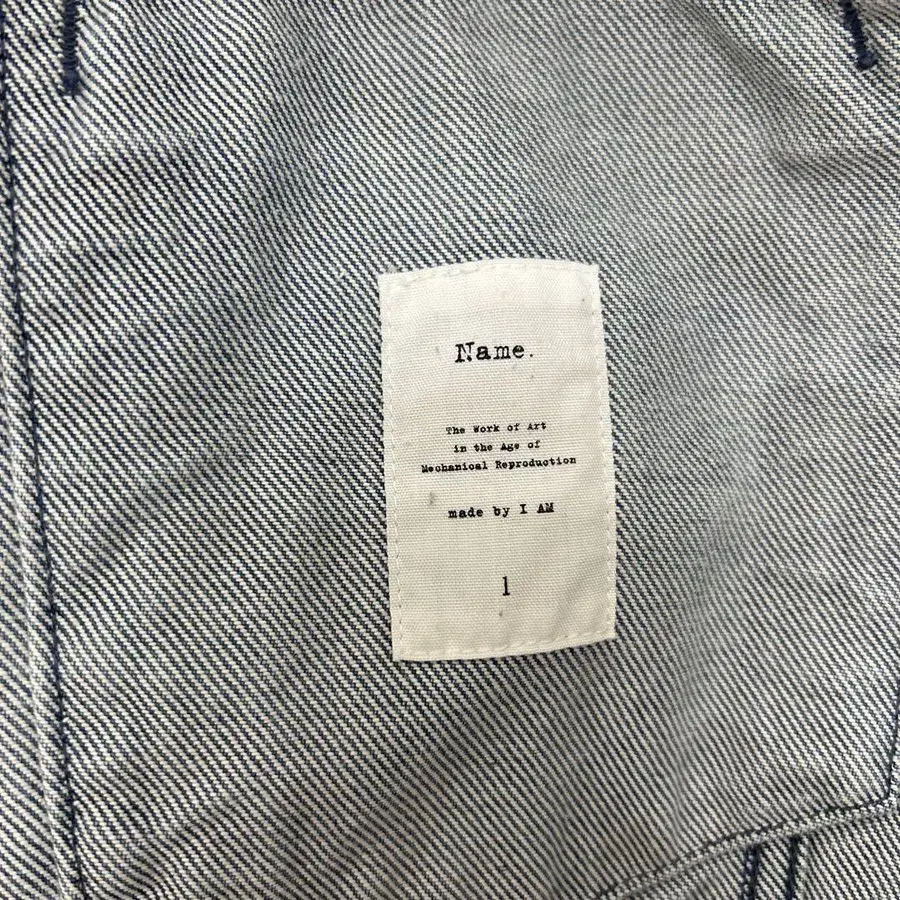 Name.
The Work of Art
in the Age of
Mechanical Reproduction
made by I AM
1